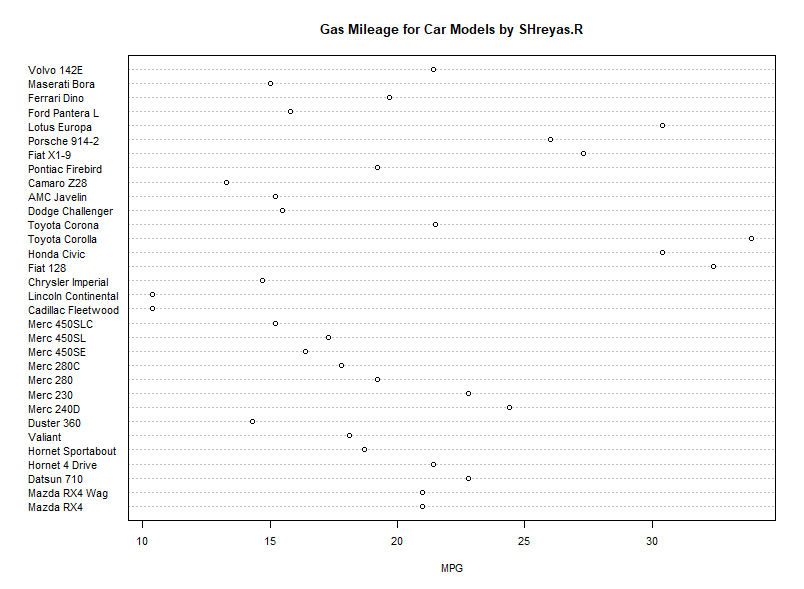 Gas Mileage for Car Models by SHreyas.R
Volvo 142E
Maserati Bora
Ferrari Dino
Ford Pantera L
Lotus Europa
Porsche 914-2
Fiat X1-9
Pontiac Firebird
Camaro Z28
AMC Javelin
Dodge Challenger
Toyota Corona
Toyota Corolla
Honda Civic
Fiat 128
Chrysler Imperial
Lincoln Continental
Cadillac Fleetwood
Merc 450SLC
Merc 450SL
Merc 450SE
Merc 280C
Merc 280
Merc 230
Merc 240D
Duster 360
Valiant
Hornet Sportabout
Hornet 4 Drive
Datsun 710
Mazda RX4 Wag
Mazda RX4
10 15 20 25 30
MPG